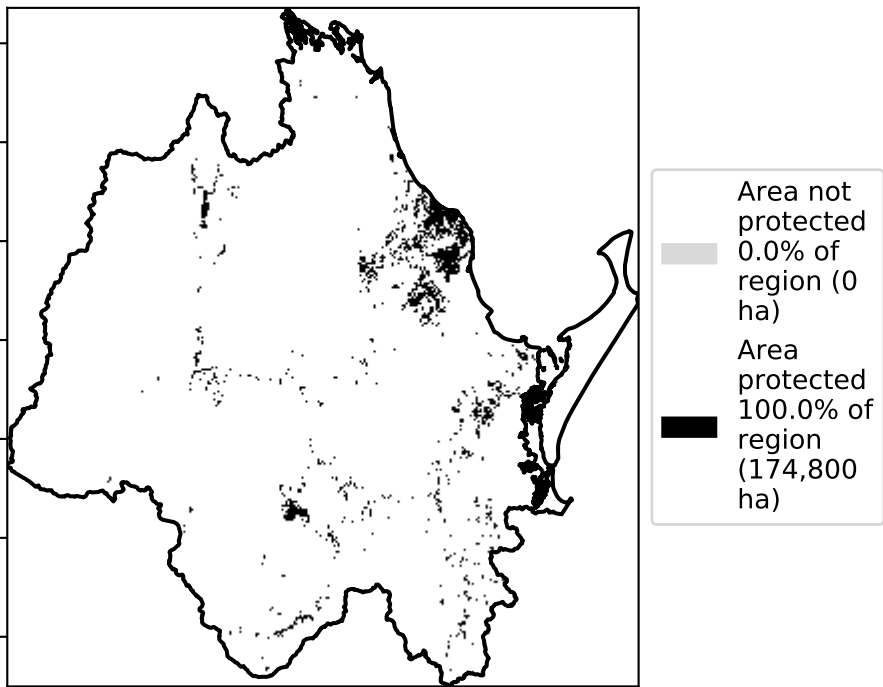 Area not
protected
0.0% of
region (0
ha)
Area
protected
100.0% of
region
(174,800
ha)